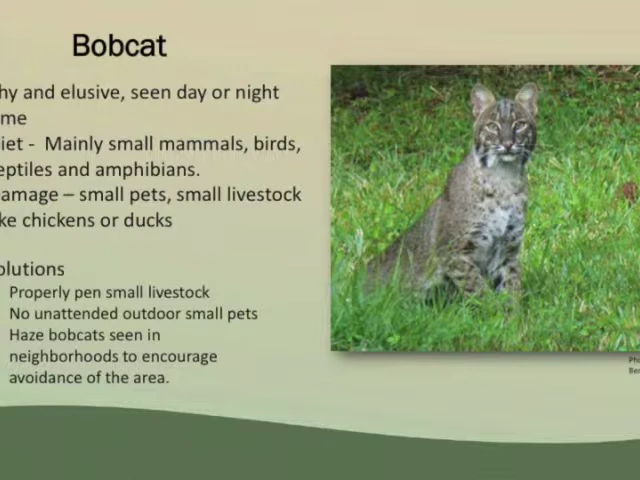 Bobcat
hy and elusive, seen day or night
me
iet - Mainly small mammals, birds,
eptiles and amphibians.
amage – small pets, small livestock
ke chickens or ducks
olutions
Properly pen small livestock
No unattended outdoor small pets
Haze bobcats seen in
neighborhoods to encourage
avoidance of the area.
Pho
Ber